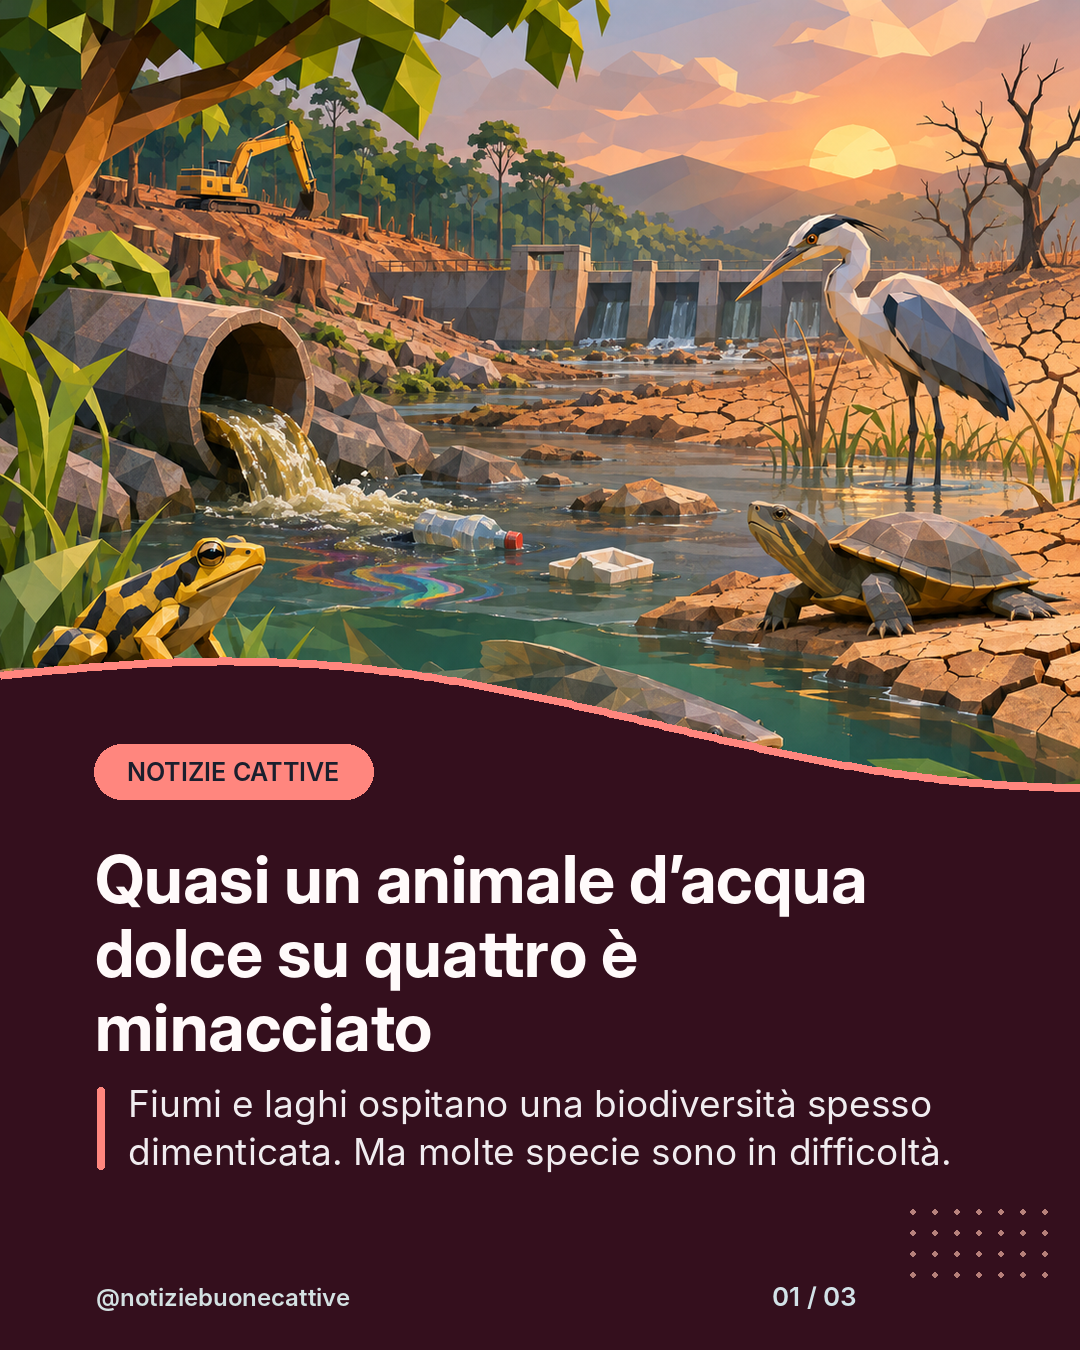 NOTIZIE CATTIVE
Quasi un animale d’acqua
dolce su quattro è
minacciato
Fiumi e laghi ospitano una biodiversità spesso
dimenticata. Ma molte specie sono in difficoltà.
@notiziebuonecattive
01 / 03